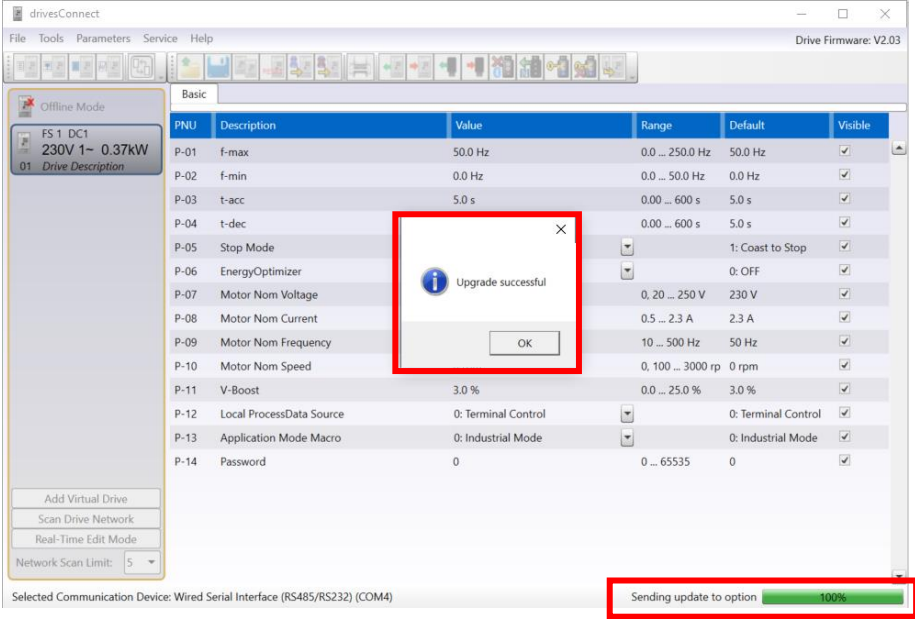 drivesConnect
File Tools Parameters Service Help
Drive Firmware: V2.03
Offline Mode
FS 1 DC1
230V 1~ 0.37kW
01 Drive Description
Basic
PNU Description Value Range Default Visible
P-01 f-max 50.0 Hz 0.0 ... 250.0 Hz 50.0 Hz
P-02 f-min 0.0 Hz 0.0 ... 50.0 Hz 0.0 Hz
P-03 t-acc 5.0 s 0.00 ... 600 s 5.0 s
P-04 t-dec 0.00 ... 600 s 5.0 s
P-05 Stop Mode 1: Coast to Stop
P-06 EnergyOptimizer 0: OFF
P-07 Motor Nom Voltage 0, 20 ... 250 V 230 V
P-08 Motor Nom Current 0.5 ... 2.3 A 2.3 A
P-09 Motor Nom Frequency 10 ... 500 Hz 50 Hz
P-10 Motor Nom Speed 0, 100 ... 3000 rp 0 rpm
P-11 V-Boost 3.0 % 0.0 ... 25.0 % 3.0 %
P-12 Local ProcessData Source 0: Terminal Control 0: Terminal Control
P-13 Application Mode Macro 0: Industrial Mode 0: Industrial Mode
P-14 Password 0 0 ... 65535 0
Upgrade successful
OK
Add Virtual Drive
Scan Drive Network
Real-Time Edit Mode
Network Scan Limit: 5
Selected Communication Device: Wired Serial Interface (RS485/RS232) (COM4)
Sending update to option 100%